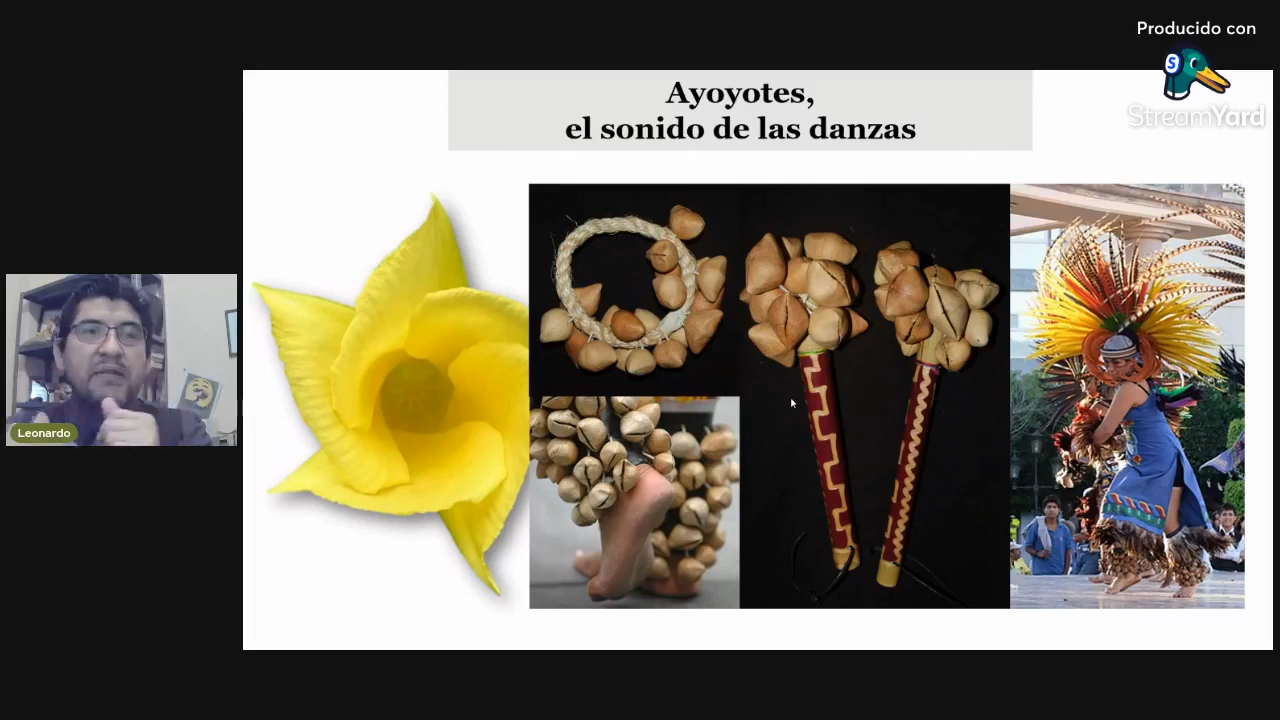 Producido con
S
StreamYard
Ayoyotes,
el sonido de las danzas
Leonardo